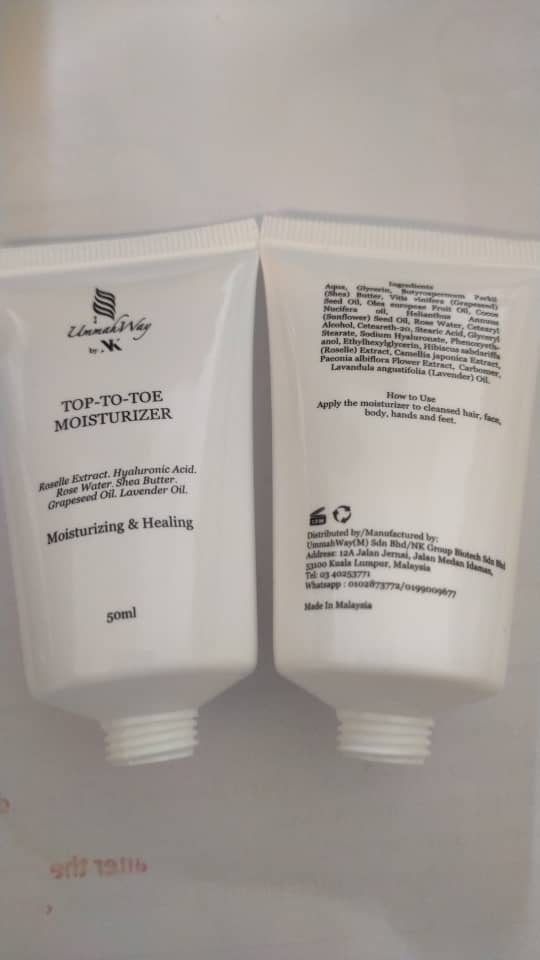 UmmahWay
by NK
TOP-TO-TOE
MOISTURIZER
Roselle Extract. Hyaluronic Acid.
Rose Water. Shea Butter.
Grapeseed Oil. Lavender Oil.
Moisturizing & Healing
50ml
Ingredients
Aqua, Glycerin, Butyrospermum Parkii
(Shea) Butter, Vitis vinifera (Grapeseed)
Seed Oil, Olea europeae Fruit Oil, Cocos
Nucifera oil, Helianthus Annuus
(Sunflower) Seed Oil, Rose Water, Cetearyl
Alcohol, Ceteareth-20, Stearic Acid, Glyceryl
Stearate, Sodium Hyaluronate, Phenoxyeth-
anol, Ethylhexylglycerin, Hibiscus sabdariffa
(Roselle) Extract, Camellia japonica Extract,
Paeonia albiflora Flower Extract, Carbomer,
Lavandula angustifolia (Lavender) Oil.
How to Use
Apply the moisturizer to cleansed hair, face,
body, hands and feet.
Distributed by/Manufactured by:
UmmahWay(M) Sdn Bhd/NK Group Biotech Sdn Bhd
Address: 12A Jalan Jernai, Jalan Medan Idaman,
53100 Kuala Lumpur, Malaysia
Tel: 03 40253771
Whatsapp : 0102873772/0199009677
Made In Malaysia
after the